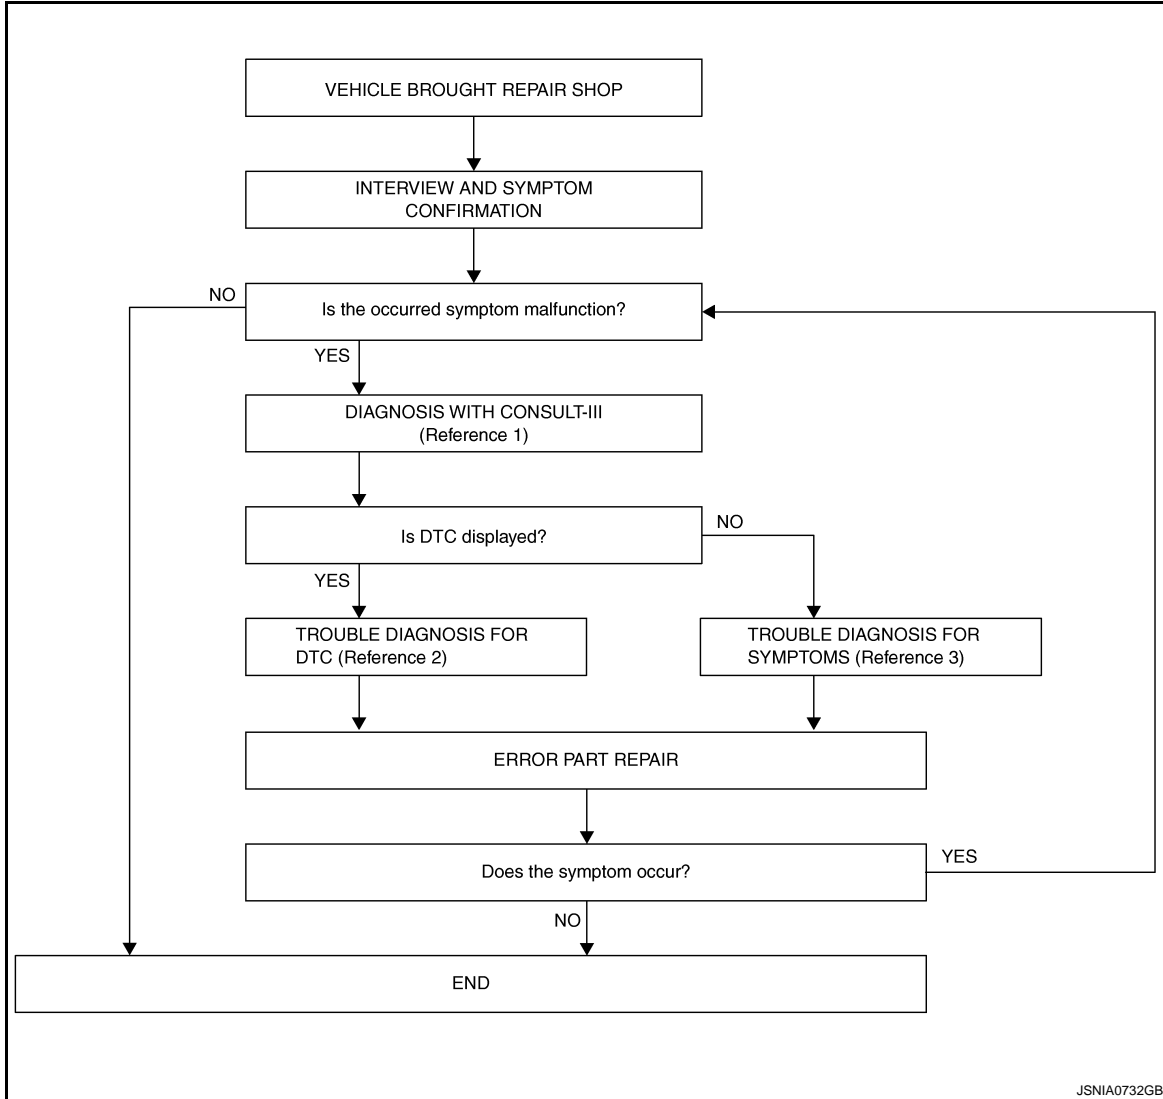 VEHICLE BROUGHT REPAIR SHOP
INTERVIEW AND SYMPTOM
CONFIRMATION
NO
Is the occurred symptom malfunction?
YES
DIAGNOSIS WITH CONSULT-III
(Reference 1)
Is DTC displayed?
NO
YES
TROUBLE DIAGNOSIS FOR
DTC (Reference 2)
TROUBLE DIAGNOSIS FOR
SYMPTOMS (Reference 3)
ERROR PART REPAIR
Does the symptom occur?
YES
NO
END
JSNIA0732GB